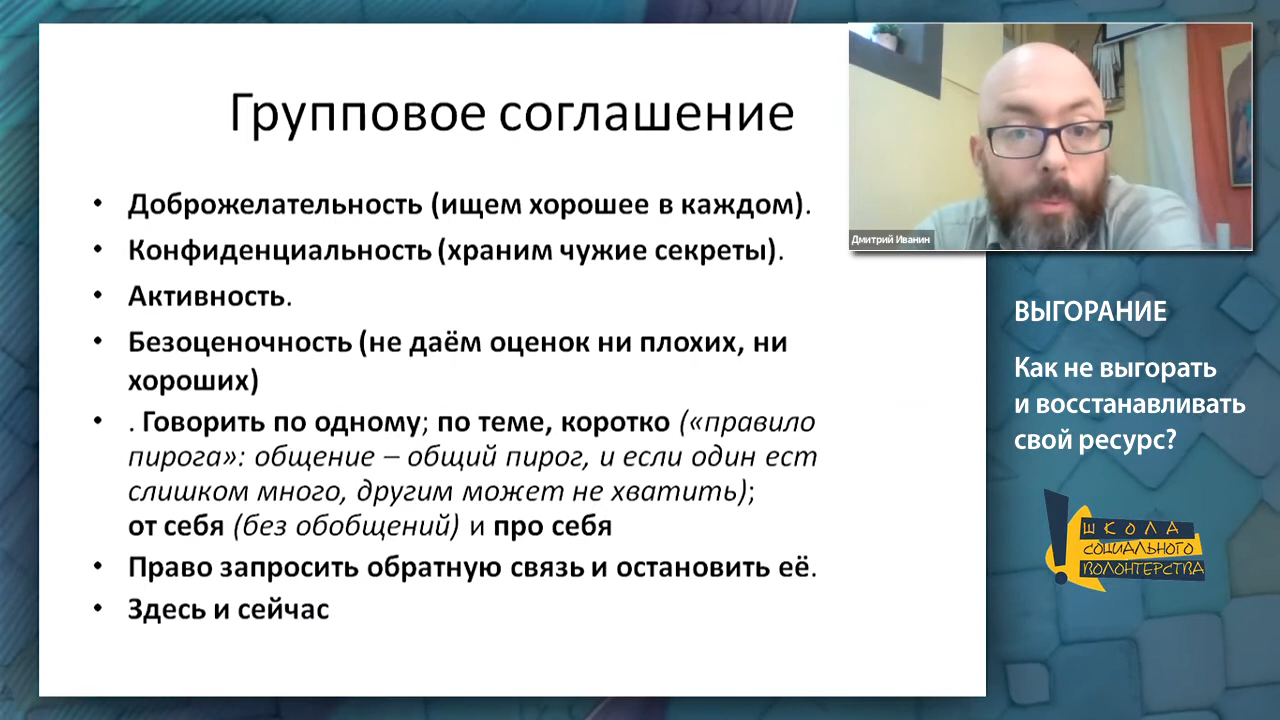 Групповое соглашение
• Доброжелательность (ищем хорошее в каждом).
• Конфиденциальность (храним чужие секреты).
• Активность.
• Безоценочность (не даём оценок ни плохих, ни
хороших)
• . Говорить по одному; по теме, коротко («правило
пирога»: общение – общий пирог, и если один ест
слишком много, другим может не хватить);
от себя (без обобщений) и про себя
• Право запросить обратную связь и остановить её.
• Здесь и сейчас
Дмитрий Иванин
ВЫГОРАНИЕ
Как не выгорать
и восстанавливать
свой ресурс?
ШКОЛА
СОЦИАЛЬНОГО
ВОЛОНТЕРСТВА